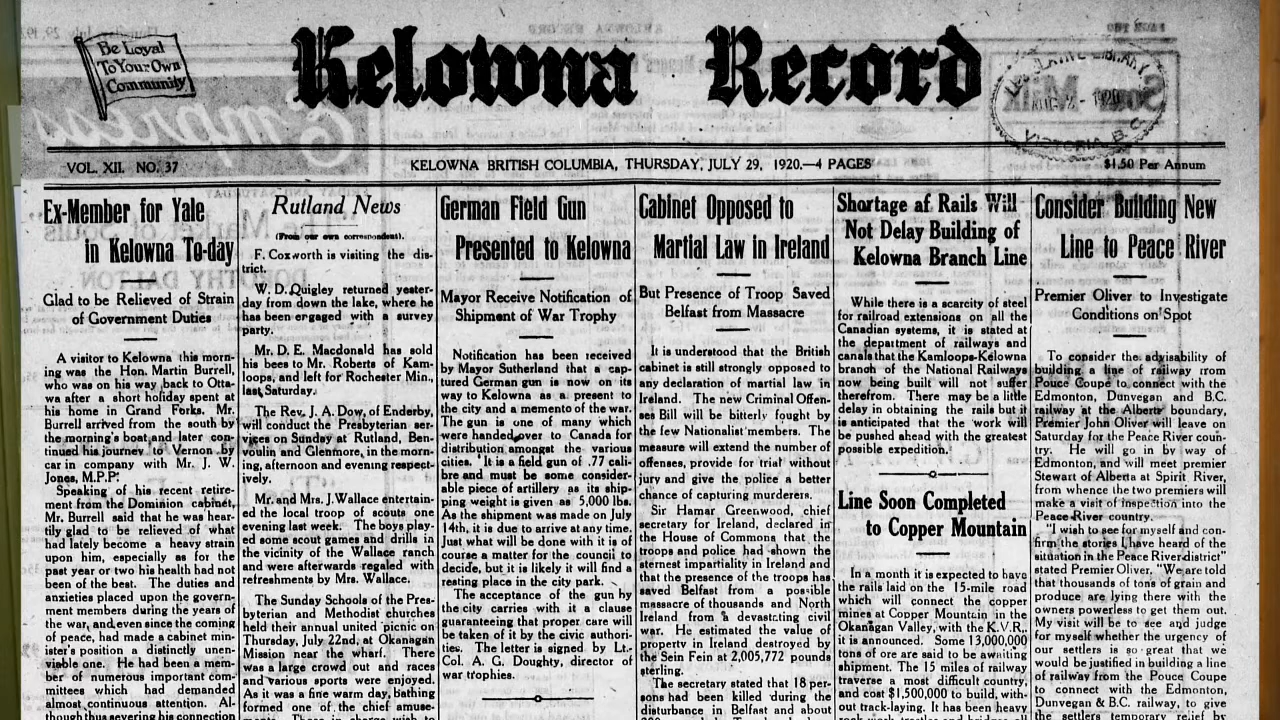 Be Loyal
To Your Own
Community
Kelowna Record
VOL. XII. NO. 37
KELOWNA BRITISH COLUMBIA, THURSDAY, JULY 29, 1920.—4 PAGES
$1.50 Per Annum
Ex-Member for Yale
in Kelowna To-day
Glad to be Relieved of Strain
of Government Duties
A visitor to Kelowna this morn-
ing was the Hon. Martin Burrell,
who was on his way back to Otta-
wa after a short holiday spent at
his home in Grand Forks. Mr.
Burrell arrived from the south by
the morning's boat and later con-
tinued his journey to Vernon by
car in company with Mr. J. W.
Jones, M.P.P.
Speaking of his recent retire-
ment from the Dominion cabinet,
Mr. Burrell said that he was hear-
tily glad to be relieved of what
had lately become a heavy strain
upon him, especially as for the
past year or two his health had not
been of the best. The duties and
anxieties placed upon the govern-
ment members during the years of
the war, and even since the coming
of peace, had made a cabinet min-
ister's position a distinctly unen-
viable one. He had been a mem-
ber of numerous important com-
mittees which had demanded
almost continuous attention. Al-
though thus severing his connection
Rutland News
(From our own correspondent).
F. Coxworth is visiting the dis-
trict.
W. D. Quigley returned yester-
day from down the lake, where he
has been engaged with a survey
party.
Mr. D. E. Macdonald has sold
his bees to Mr. Roberts of Kam-
loops, and left for Rochester Min.,
last Saturday.
The Rev. J. A. Dow, of Enderby,
will conduct the Presbyterian ser-
vices on Sunday at Rutland, Ben-
voulin and Glenmore, in the morn-
ing, afternoon and evening respect-
ively.
Mr. and Mrs. J. Wallace entertain-
ed the local troop of scouts one
evening last week. The boys play-
ed some scout games and drills in
the vicinity of the Wallace ranch
and were afterwards regaled with
refreshments by Mrs. Wallace.
The Sunday Schools of the Pres-
byterian and Methodist churches
held their annual united picnic on
Thursday, July 22nd, at Okanagan
Mission near the wharf. There
was a large crowd out and races
and various sports were enjoyed.
As it was a fine warm day, bathing
formed one of the chief amuse-
German Field Gun
Presented to Kelowna
Mayor Receive Notification of
Shipment of War Trophy
Notification has been received
by Mayor Sutherland that a cap-
tured German gun is now on its
way to Kelowna as a present to
the city and a memento of the war.
The gun is one of many which
were handed over to Canada for
distribution amongst the various
cities. It is a field gun of .77 cali-
bre and must be some consider-
able piece of artillery as its ship-
ping weight is given as 5,000 lbs.
As the shipment was made on July
14th, it is due to arrive at any time.
Just what will be done with it is of
course a matter for the council to
decide, but it is likely it will find a
resting place in the city park.
The acceptance of the gun by
the city carries with it a clause
guaranteeing that proper care will
be taken of it by the civic authori-
ties. The letter is signed by Lt.-
Col. A. G. Doughty, director of
war trophies.
Cabinet Opposed to
Martial Law in Ireland
But Presence of Troop Saved
Belfast from Massacre
It is understood that the British
cabinet is still strongly opposed to
any declaration of martial law in
Ireland. The new Criminal Offen-
ses Bill will be bitterly fought by
the few Nationalist members. The
measure will extend the number of
offenses, provide for trial without
jury and give the police a better
chance of capturing murderers.
Sir Hamar Greenwood, chief
secretary for Ireland, declared in
the House of Common that the
troops and police had shown the
sternest impartiality in Ireland and
that the presence of the troops has
saved Belfast from a possible
massacre of thousands and North
Ireland from a devastating civil
war. He estimated the value of
property in Ireland destroyed by
the Sein Fein at 2,005,772 pounds
sterling.
The secretary stated that 18 per-
sons had been killed during the
disturbance in Belfast and about
Shortage af Rails Will
Not Delay Building of
Kelowna Branch Line
While there is a scarcity of steel
for railroad extensions on all the
Canadian systems, it is stated at
the department of railways and
canals that the Kamloops-Kelowna
branch of the National Railways
now being built will not suffer
therefrom. There may be a little
delay in obtaining the rails but it
is anticipated that the work will
be pushed ahead with the greatest
possible expedition.
Line Soon Completed
to Copper Mountain
In a month it is expected to have
the rails laid on the 15-mile road
which will connect the copper
mines at Copper Mountain in the
Okanagan Valley, with the K.V.R.,
it is announced. Some 13,000,000
tons of ore are said to be awaiting
shipment. The 15 miles of railway
traverse a most difficult country,
and cost $1,500,000 to build, with-
out track-laying. It has been heavy
Consider Building New
Line to Peace River
Premier Oliver to Investigate
Conditions on Spot
To consider the advisability of
building a line of railway from
Pouce Coupe to connect with the
Edmonton, Dunvegan and B.C.
railway at the Alberta boundary,
Premier John Oliver will leave on
Saturday for the Peace River coun-
try. He will go in by way of
Edmonton, and will meet premier
Stewart of Alberta at Spirit River,
from whence the two premiers will
make a visit of inspection into the
Peace River country.
"I wish to see for myself and con-
firm the stories I have heard of the
situation in the Peace River district"
stated Premier Oliver, "We are told
that thousands of tons of grain and
produce are lying there with the
owners powerless to get them out.
My visit will be to see and judge
for myself whether the urgency of
our settlers is so great that we
would be justified in building a line
of railway from the Pouce Coupe
to connect with the Edmonton,
Dunvegan & B.C. railway, to give
the settlers temporary relief by